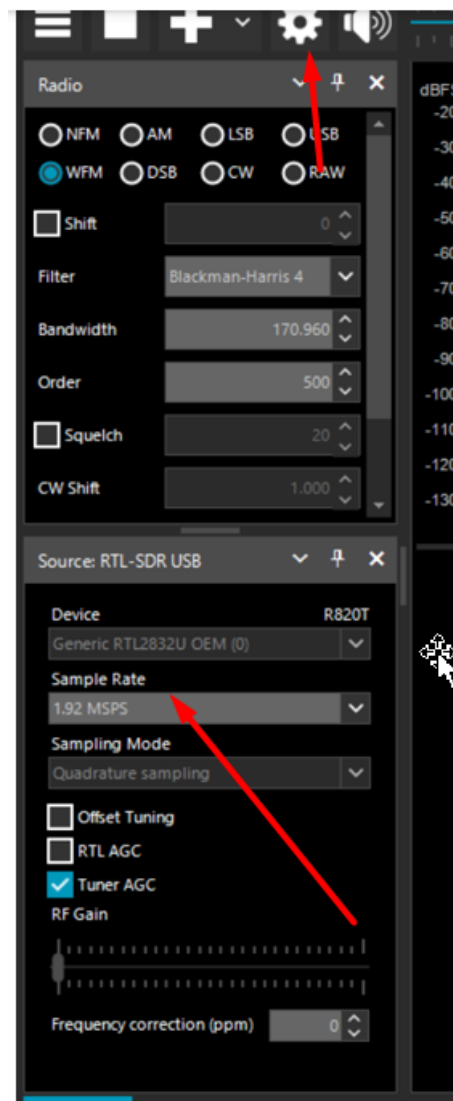 Radio
NFM AM LSB USB
WFM DSB CW RAW
Shift 0
Filter Blackman-Harris 4
Bandwidth 170.960
Order 500
Squelch 20
CW Shift 1.000
dBFS
-20
-30
-40
-50
-60
-70
-80
-90
-100
-110
-120
-130
Source: RTL-SDR USB
Device R820T
Generic RTL2832U OEM (0)
Sample Rate
1.92 MSPS
Sampling Mode
Quadrature sampling
Offset Tuning
RTL AGC
Tuner AGC
RF Gain
Frequency correction (ppm) 0